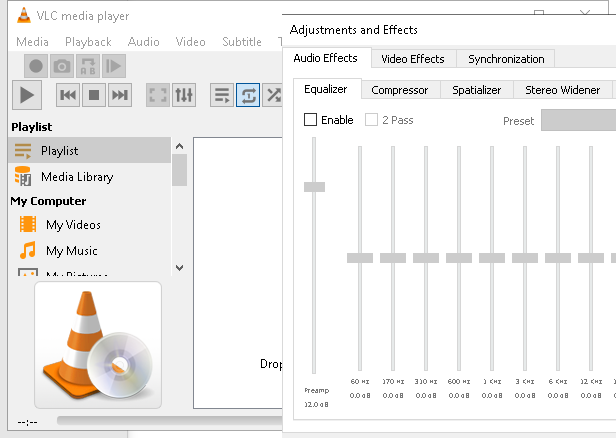 VLC media player
Media Playback Audio Video Subtitle
Playlist
Playlist
Media Library
My Computer
My Videos
My Music
My Pictures
Drop
--:--
Adjustments and Effects
Audio Effects Video Effects Synchronization
Equalizer Compressor Spatializer Stereo Widener
Enable 2 Pass Preset
60 Hz 170 Hz 310 Hz 600 Hz 1 KHz 3 KHz 6 KHz 12 KHz
Preamp 0.0 dB 0.0 dB 0.0 dB 0.0 dB 0.0 dB 0.0 dB 0.0 dB 0.0 dB
12.0 dB